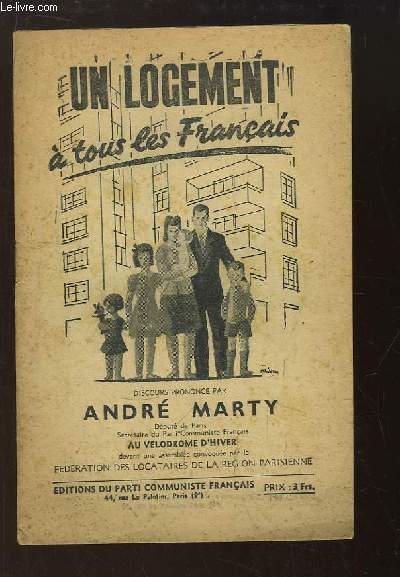 Le-livre.com
UN LOGEMENT
à tous les Français
DISCOURS PRONONCÉ PAR
ANDRÉ MARTY
Député de Paris
Secrétaire du Parti Communiste Français
AU VELODROME D'HIVER
devant une assemblée convoquée par la
FEDERATION DES LOCATAIRES DE LA REGION PARISIENNE
EDITIONS DU PARTI COMMUNISTE FRANÇAIS
44, rue Le Peletier, Paris (9e)
PRIX : 3 Frs.